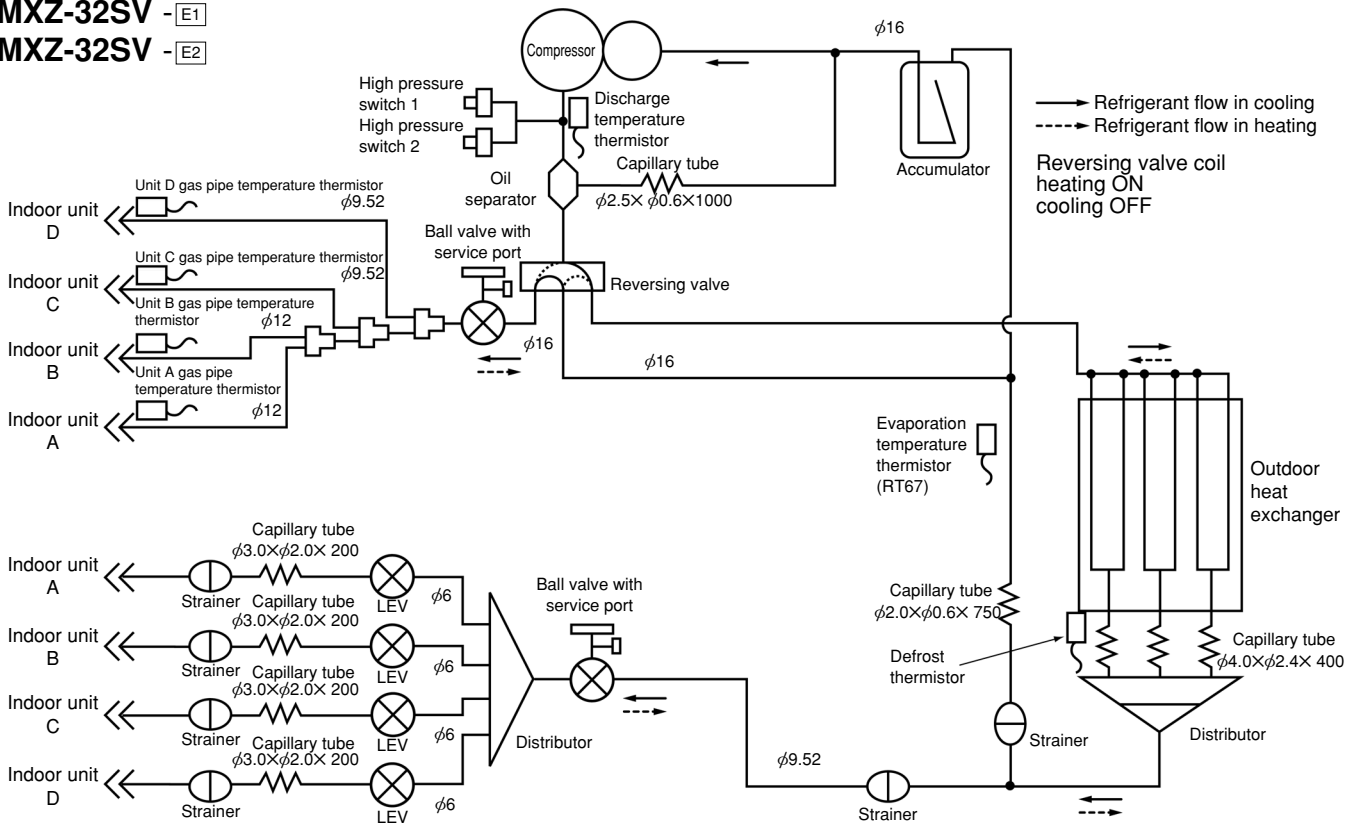 MXZ-32SV - E1
MXZ-32SV - E2
Compressor
ϕ16
High pressure
switch 1
High pressure
switch 2
Discharge
temperature
thermistor
Capillary tube
ϕ2.5× ϕ0.6×1000
Oil
separator
Accumulator
Refrigerant flow in cooling
Refrigerant flow in heating
Reversing valve coil
heating ON
cooling OFF
Indoor unit
D
Unit D gas pipe temperature thermistor
ϕ9.52
Indoor unit
C
Unit C gas pipe temperature thermistor
ϕ9.52
Indoor unit
B
Unit B gas pipe temperature
thermistor
ϕ12
Indoor unit
A
Unit A gas pipe
temperature thermistor
ϕ12
Ball valve with
service port
Reversing valve
ϕ16
ϕ16
Evaporation
temperature
thermistor
(RT67)
Outdoor
heat
exchanger
Capillary tube
ϕ2.0×ϕ0.6× 750
Defrost
thermistor
Capillary tube
ϕ4.0×ϕ2.4× 400
Distributor
Strainer
Indoor unit
A
Strainer
Capillary tube
ϕ3.0×ϕ2.0× 200
LEV
ϕ6
Indoor unit
B
Strainer
Capillary tube
ϕ3.0×ϕ2.0× 200
LEV
ϕ6
Indoor unit
C
Strainer
Capillary tube
ϕ3.0×ϕ2.0× 200
LEV
ϕ6
Indoor unit
D
Strainer
Capillary tube
ϕ3.0×ϕ2.0× 200
LEV
ϕ6
Ball valve with
service port
Distributor
ϕ9.52
Strainer